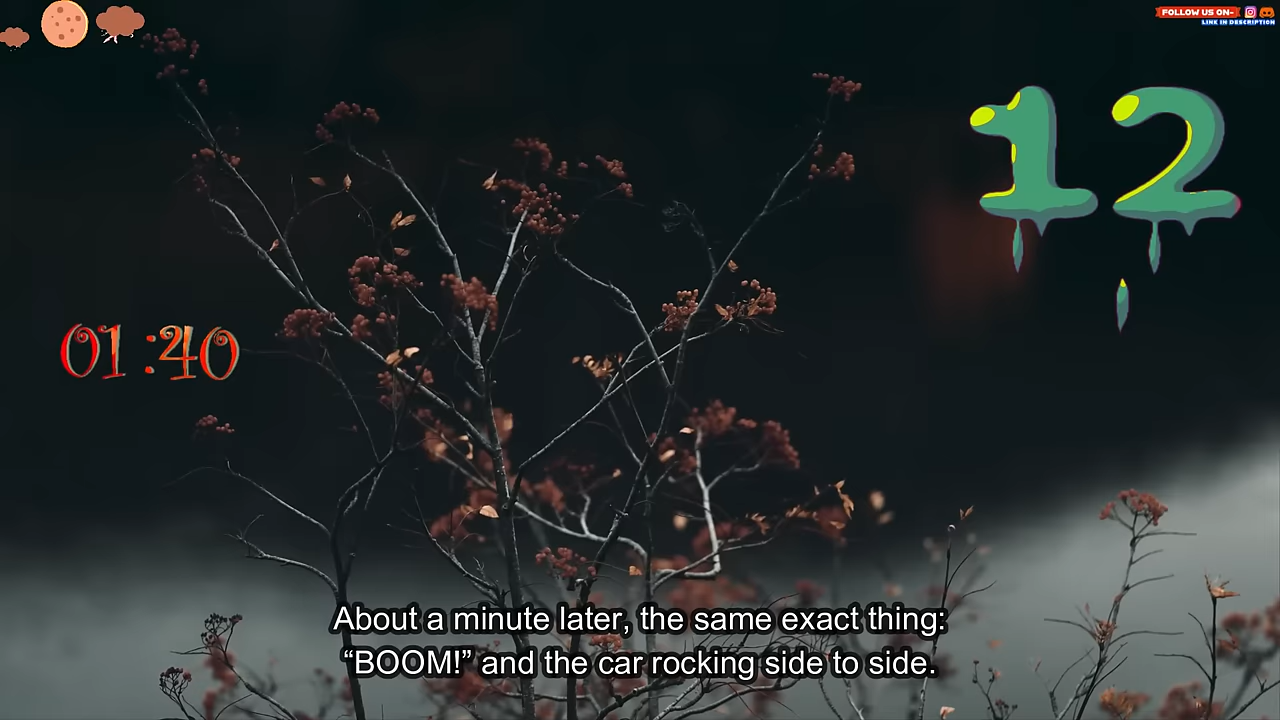 FOLLOW US ON-
LINK IN DESCRIPTION
12
01:40
About a minute later, the same exact thing:
“BOOM!” and the car rocking side to side.